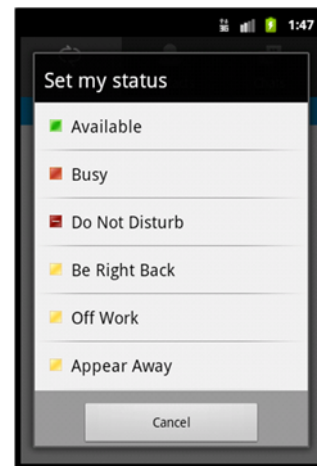 1:47
Set my status
Available
Busy
Do Not Disturb
Be Right Back
Off Work
Appear Away
Cancel